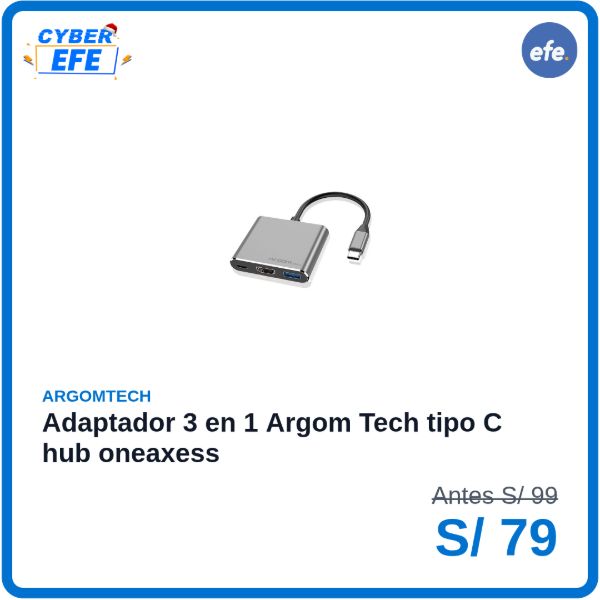 CYBER
EFE
efe.
ARGOMTECH
Adaptador 3 en 1 Argom Tech tipo C
hub oneaxess
Antes S/ 99
S/ 79